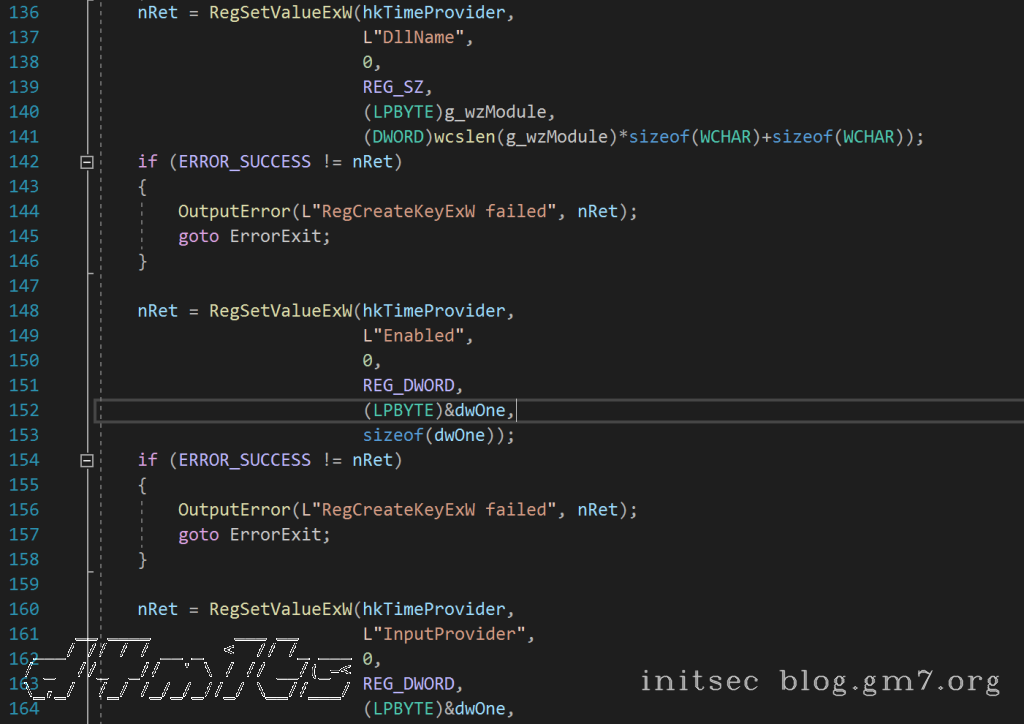 136 nRet = RegSetValueExW(hkTimeProvider,
137 L"DllName",
138 0,
139 REG_SZ,
140 (LPBYTE)g_wzModule,
141 (DWORD)wcslen(g_wzModule)*sizeof(WCHAR)+sizeof(WCHAR));
142 if (ERROR_SUCCESS != nRet)
143 {
144 OutputError(L"RegCreateKeyExW failed", nRet);
145 goto ErrorExit;
146 }
147
148 nRet = RegSetValueExW(hkTimeProvider,
149 L"Enabled",
150 0,
151 REG_DWORD,
152 (LPBYTE)&dwOne,
153 sizeof(dwOne));
154 if (ERROR_SUCCESS != nRet)
155 {
156 OutputError(L"RegCreateKeyExW failed", nRet);
157 goto ErrorExit;
158 }
159
160 nRet = RegSetValueExW(hkTimeProvider,
161 L"InputProvider",
162 0,
163 REG_DWORD,
164 (LPBYTE)&dwOne,
initsec blog.gm7.org